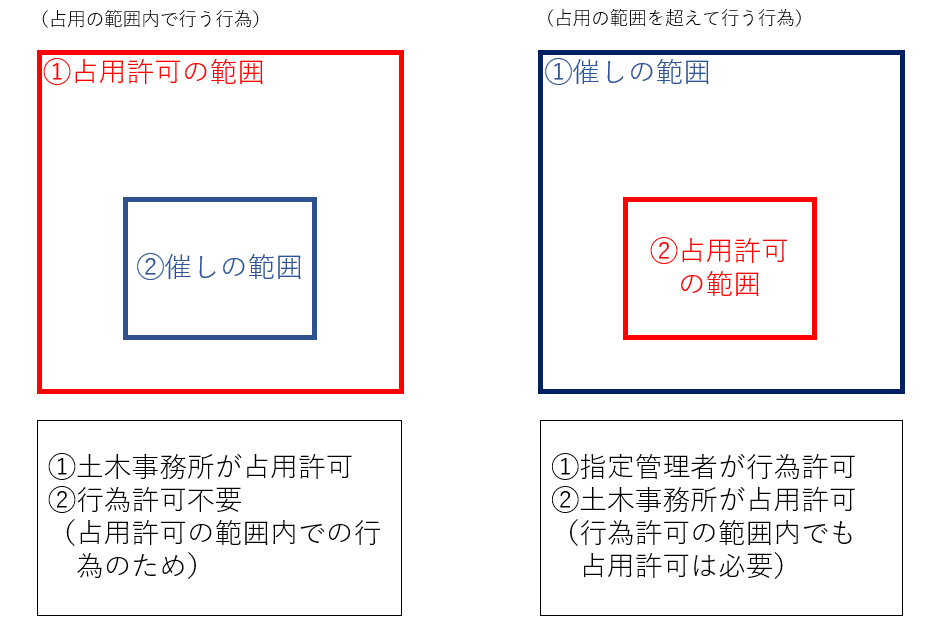 （占用の範囲内で行う行為）
①占用許可の範囲
②催しの範囲
①土木事務所が占用許可
②行為許可不要
（占用許可の範囲内での行
為のため）
（占用の範囲を超えて行う行為）
①催しの範囲
②占用許可
の範囲
①指定管理者が行為許可
②土木事務所が占用許可
（行為許可の範囲内でも
占用許可は必要）